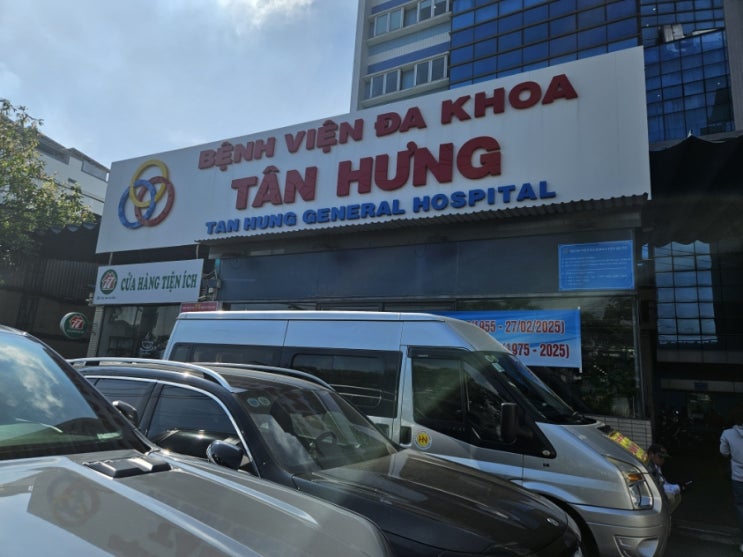 BỆNH VIỆN ĐA KHOA
TÂN HƯNG
TAN HUNG GENERAL HOSPITAL
CỬA HÀNG TIỆN ÍCH
(1955 - 27/02/2025)
(1975 - 2025)